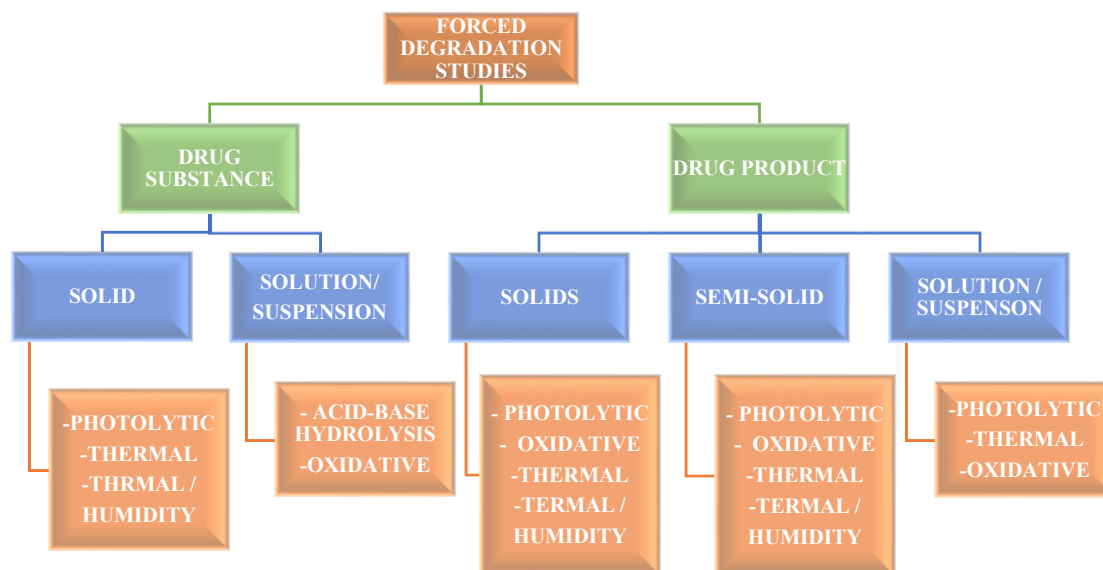 FORCED
DEGRADATION
STUDIES
DRUG
SUBSTANCE
DRUG PRODUCT
SOLID
SOLUTION/
SUSPENSION
SOLIDS
SEMI-SOLID
SOLUTION /
SUSPENSON
-PHOTOLYTIC
-THERMAL
-THRMAL /
HUMIDITY
- ACID-BASE
HYDROLYSIS
-OXIDATIVE
- PHOTOLYTIC
- OXIDATIVE
-THERMAL
-TERMAL /
HUMIDITY
- PHOTOLYTIC
- OXIDATIVE
-THERMAL
-TERMAL /
HUMIDITY
-PHOTOLYTIC
-THERMAL
-OXIDATIVE